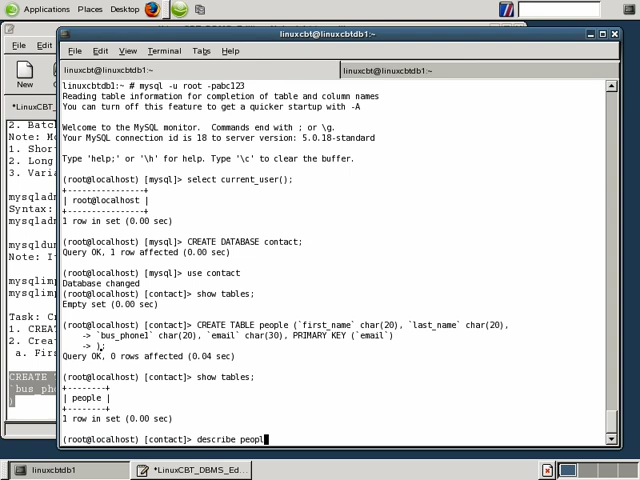 Applications Places Desktop
linuxcbt@linuxcbtdb1:~
File Edit View Terminal Tabs Help
linuxcbt@linuxcbtdb1:~ linuxcbt@linuxcbtdb1:~
linuxcbtdb1:~ # mysql -u root -pabc123
Reading table information for completion of table and column names
You can turn off this feature to get a quicker startup with -A
Welcome to the MySQL monitor.  Commands end with ; or \g.
Your MySQL connection id is 18 to server version: 5.0.18-standard
Type 'help;' or '\h' for help. Type '\c' to clear the buffer.
(root@localhost) [mysql]> select current_user();
+----------------+
| root@localhost |
+----------------+
1 row in set (0.00 sec)
(root@localhost) [mysql]> CREATE DATABASE contact;
Query OK, 1 row affected (0.00 sec)
(root@localhost) [mysql]> use contact
Database changed
(root@localhost) [contact]> show tables;
Empty set (0.00 sec)
(root@localhost) [contact]> CREATE TABLE people (`first_name` char(20), `last_name` char(20),
-> `bus_phone1` char(20), `email` char(30), PRIMARY KEY (`email`)
-> );
Query OK, 0 rows affected (0.04 sec)
(root@localhost) [contact]> show tables;
+--------+
| people |
+--------+
1 row in set (0.00 sec)
(root@localhost) [contact]> describe peopl
File
New
*LinuxCBT_
2. Batc
Note: Mo
1. Short
2. Long
3. Varia
mysqladm
Syntax:
mysqladm
mysqldum
Note: It
mysqlimp
mysqlimp
Task: Cr
1. CREAT
2. Creat
a. Firs
CREATE T
`bus_pho
)
linuxcbtdb1 *LinuxCBT_DBMS_Ed...